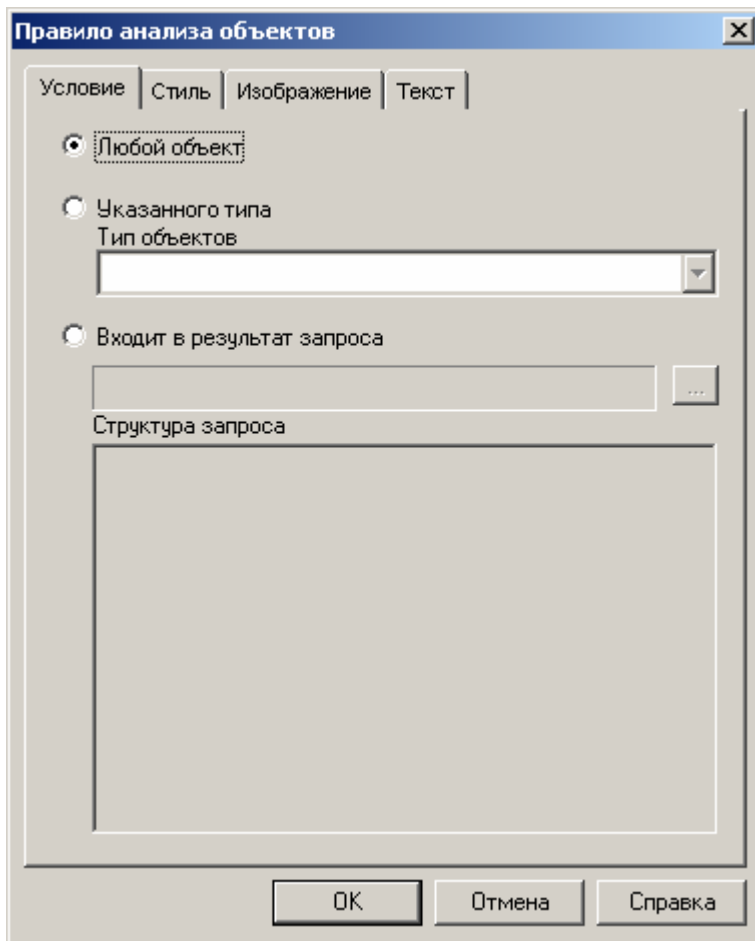 Правило анализа объектов
Условие Стиль Изображение Текст
Любой объект
Указанного типа
Тип объектов
Входит в результат запроса
...
Структура запроса
OK Отмена Справка